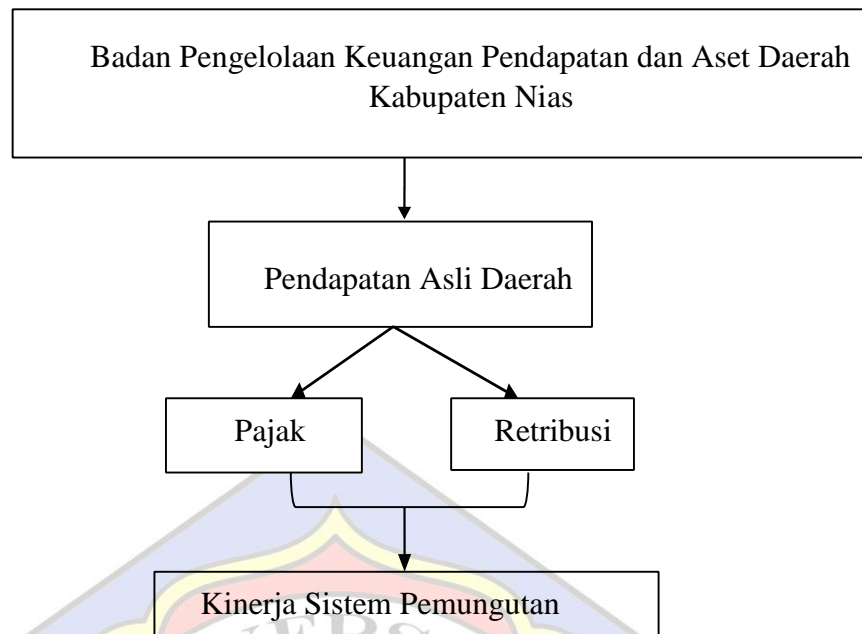 Badan Pengelolaan Keuangan Pendapatan dan Aset Daerah
Kabupaten Nias
Pendapatan Asli Daerah
Pajak
Retribusi
Kinerja Sistem Pemungutan